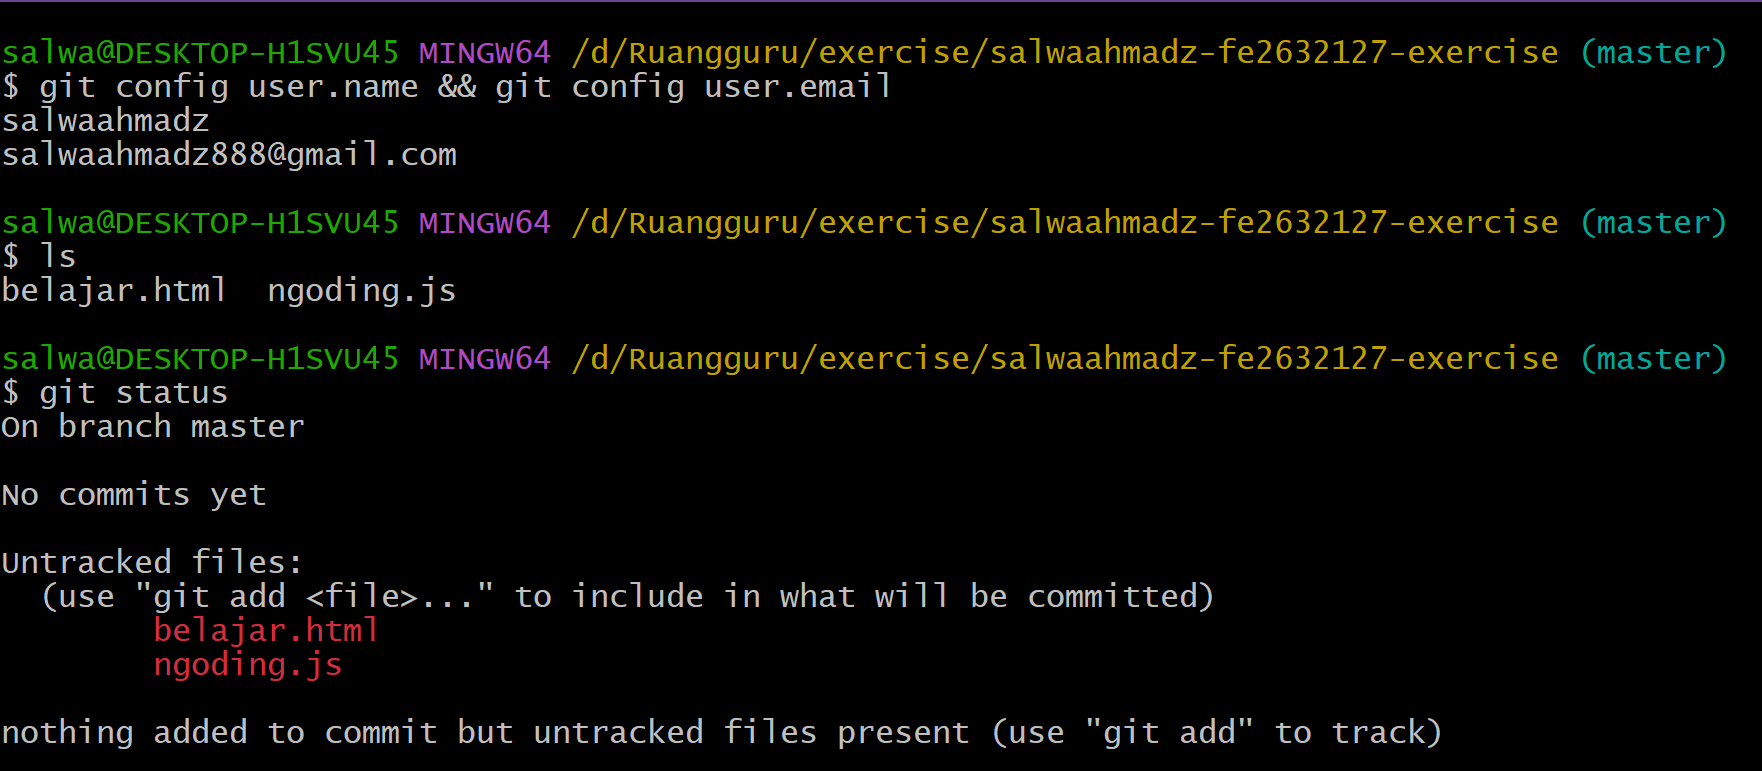 salwa@DESKTOP-H1SVU45 MINGW64 /d/Ruangguru/exercise/salwaahmadz-fe2632127-exercise (master)
$ git config user.name && git config user.email
salwaahmadz
salwaahmadz888@gmail.com
salwa@DESKTOP-H1SVU45 MINGW64 /d/Ruangguru/exercise/salwaahmadz-fe2632127-exercise (master)
$ ls
belajar.html  ngoding.js
salwa@DESKTOP-H1SVU45 MINGW64 /d/Ruangguru/exercise/salwaahmadz-fe2632127-exercise (master)
$ git status
On branch master
No commits yet
Untracked files:
  (use "git add <file>..." to include in what will be committed)
        belajar.html
        ngoding.js
nothing added to commit but untracked files present (use "git add" to track)